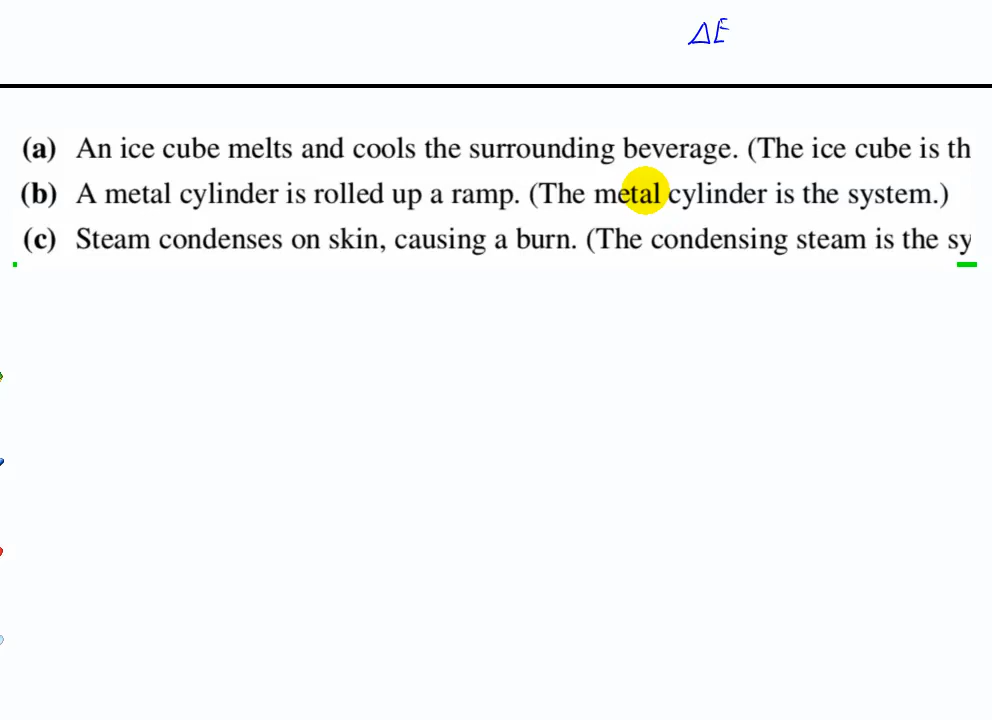 ΔE
(a) An ice cube melts and cools the surrounding beverage. (The ice cube is th
(b) A metal cylinder is rolled up a ramp. (The metal cylinder is the system.)
(c) Steam condenses on skin, causing a burn. (The condensing steam is the sy